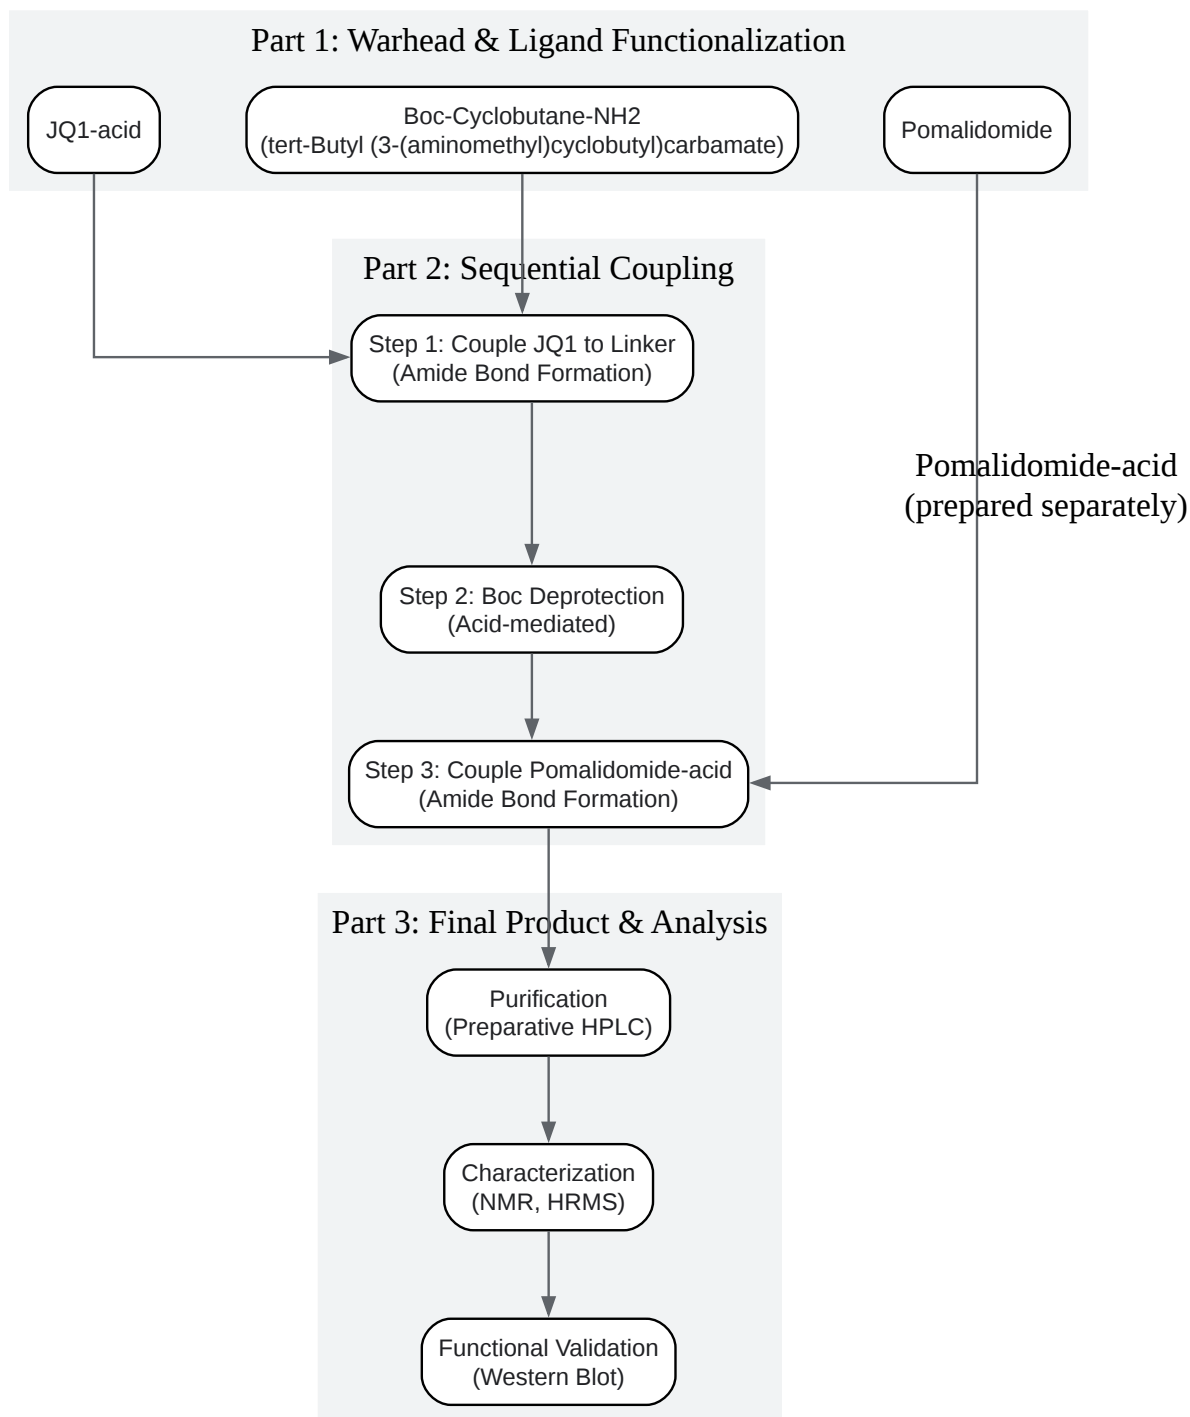 Part 1: Warhead & Ligand Functionalization
JQ1-acid
Boc-Cyclobutane-NH2
(tert-Butyl (3-(aminomethyl)cyclobutyl)carbamate)
Pomalidomide
Part 2: Sequential Coupling
Step 1: Couple JQ1 to Linker
(Amide Bond Formation)
Pomalidomide-acid
(prepared separately)
Step 2: Boc Deprotection
(Acid-mediated)
Step 3: Couple Pomalidomide-acid
(Amide Bond Formation)
Part 3: Final Product & Analysis
Purification
(Preparative HPLC)
Characterization
(NMR, HRMS)
Functional Validation
(Western Blot)